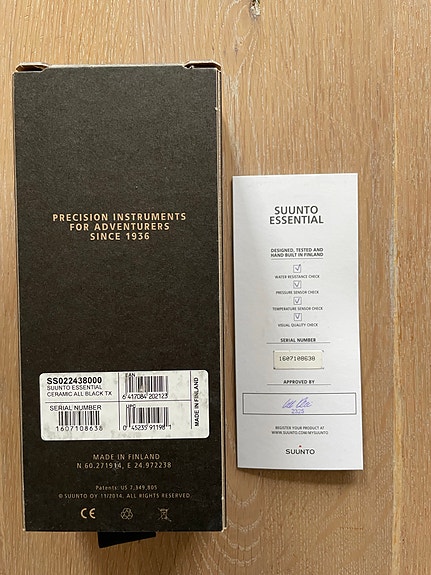 PRECISION INSTRUMENTS
FOR ADVENTURERS
SINCE 1936
SS022438000
SUUNTO ESSENTIAL
CERAMIC ALL BLACK TX
SERIAL NUMBER
1607108638
EAN
6 417084 202123
UPC
0 45235 91198 1
MADE IN FINLAND
MADE IN FINLAND
N 60.271914, E 24.972238
Patents: US 7,349,805
© SUUNTO OY 11/2014. ALL RIGHTS RESERVED
CE
SUUNTO
ESSENTIAL
DESIGNED, TESTED AND
HAND BUILT IN FINLAND
WATER RESISTANCE CHECK
PRESSURE SENSOR CHECK
TEMPERATURE SENSOR CHECK
VISUAL QUALITY CHECK
SERIAL NUMBER
1607108638
APPROVED BY
2325
REGISTER YOUR PRODUCT AT
WWW.SUUNTO.COM/MYSUUNTO
SUUNTO